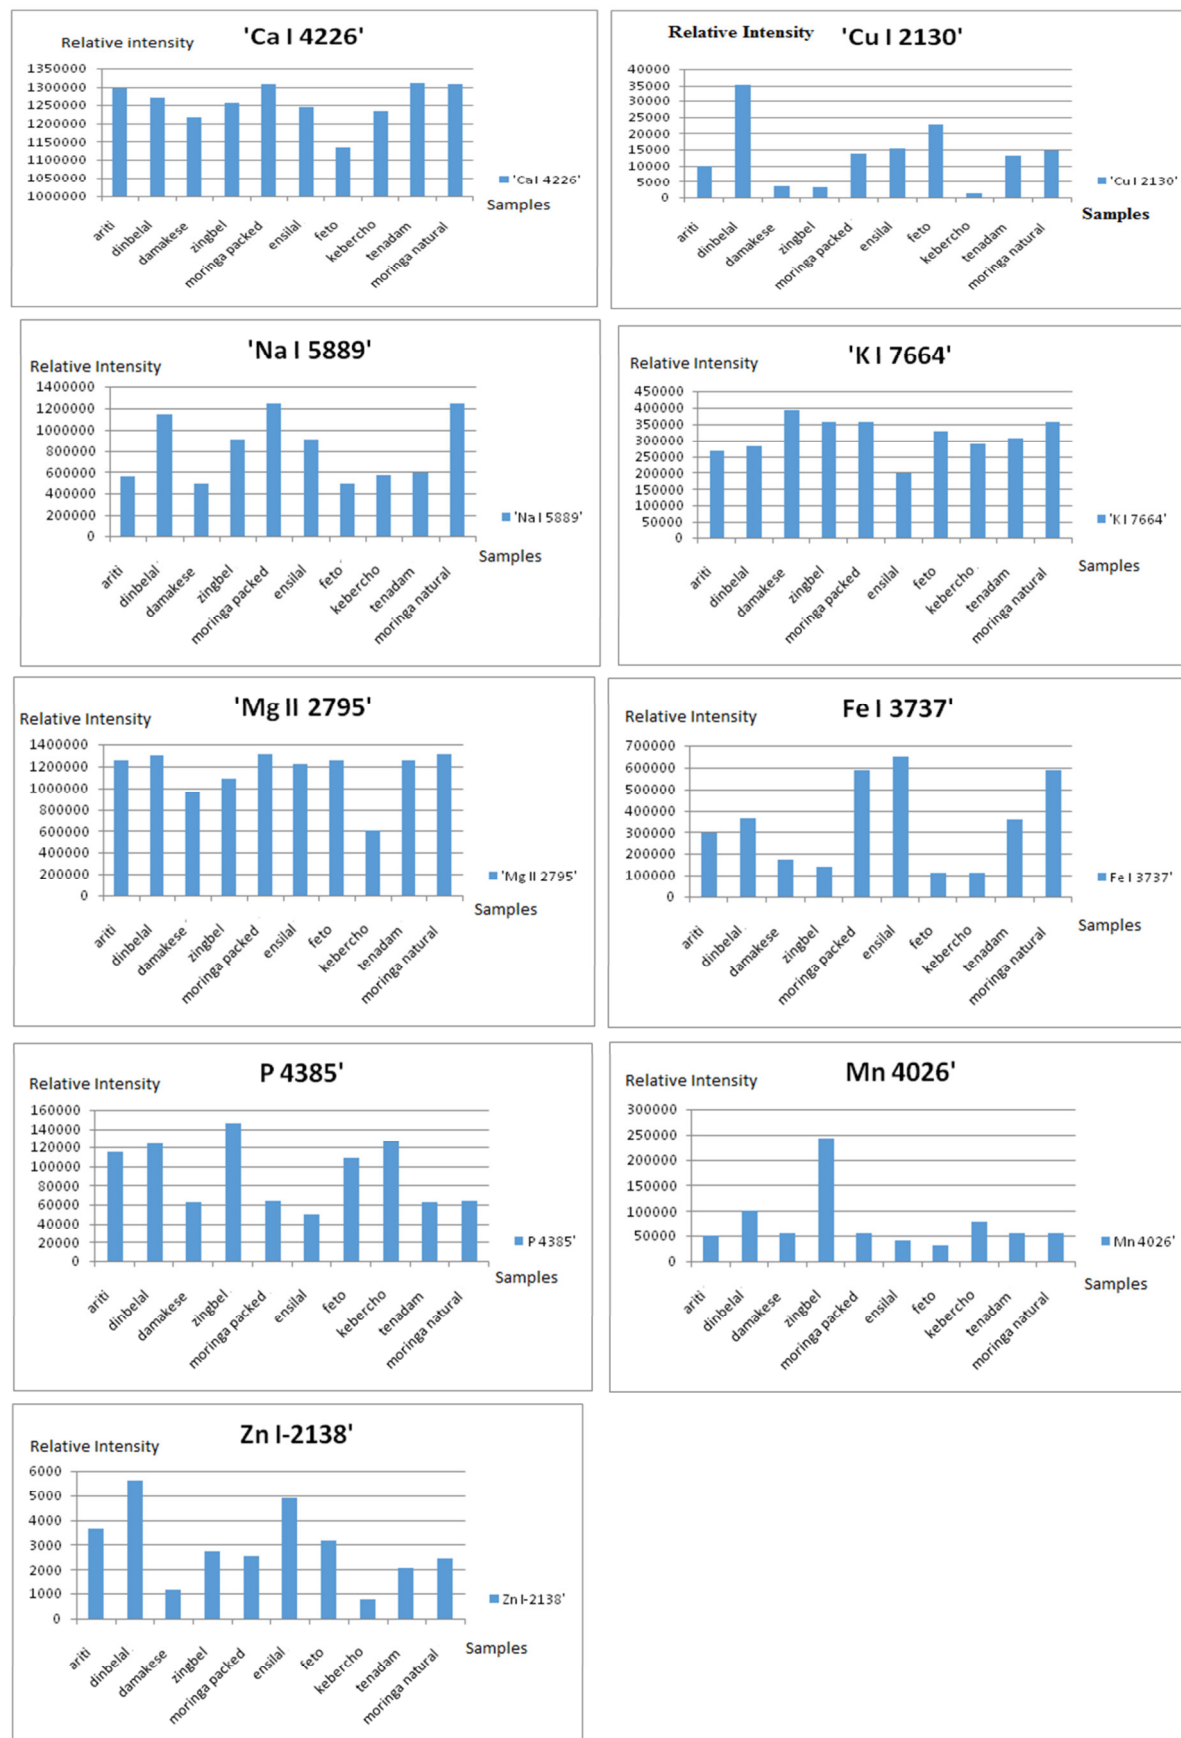 Relative intensity 'Ca I 4226'
1350000
1300000
1250000
1200000
1150000
1100000
1050000
1000000
'Ca I 4226'
Samples
ariti
dinbelal
damakese
zingbel
moringa packed
ensilal
feto
kebercho
tenadam
moringa natural
Relative Intensity 'Cu I 2130'
40000
35000
30000
25000
20000
15000
10000
5000
0
'Cu I 2130'
Samples
ariti
dinbelal
damakese
zingbel
moringa packed
ensilal
feto
kebercho
tenadam
moringa natural
'Na I 5889'
Relative Intensity
1400000
1200000
1000000
800000
600000
400000
200000
0
'Na I 5889'
Samples
ariti
dinbelal
damakese
zingbel
moringa packed
ensilal
feto
kebercho
tenadam
moringa natural
'K I 7664'
Relative Intensity
450000
400000
350000
300000
250000
200000
150000
100000
50000
0
'K I 7664'
Samples
ariti
dinbelal
damakese
zingbel
moringa packed
ensilal
feto
kebercho
tenadam
moringa natural
'Mg II 2795'
Relative Intensity
1400000
1200000
1000000
800000
600000
400000
200000
0
'Mg II 2795'
Samples
ariti
dinbelal
damakese
zingbel
moringa packed
ensilal
feto
kebercho
tenadam
moringa natural
Fe I 3737'
Relative Intensity
700000
600000
500000
400000
300000
200000
100000
0
Fe I 3737'
Samples
ariti
dinbelal
damakese
zingbel
moringa packed
ensilal
feto
kebercho
tenadam
moringa natural
P 4385'
Relative Intensity
160000
140000
120000
100000
80000
60000
40000
20000
0
P 4385'
Samples
ariti
dinbelal
damakese
zingbel
moringa packed
ensilal
feto
kebercho
tenadam
moringa natural
Mn 4026'
Relative Intensity
300000
250000
200000
150000
100000
50000
0
Mn 4026'
Samples
ariti
dinbelal
damakese
zingbel
moringa packed
ensilal
feto
kebercho
tenadam
moringa natural
Zn I-2138'
Relative Intensity
6000
5000
4000
3000
2000
1000
0
Zn I-2138'
Samples
ariti
dinbelal
damakese
zingbel
moringa packed
ensilal
feto
kebercho
tenadam
moringa natural